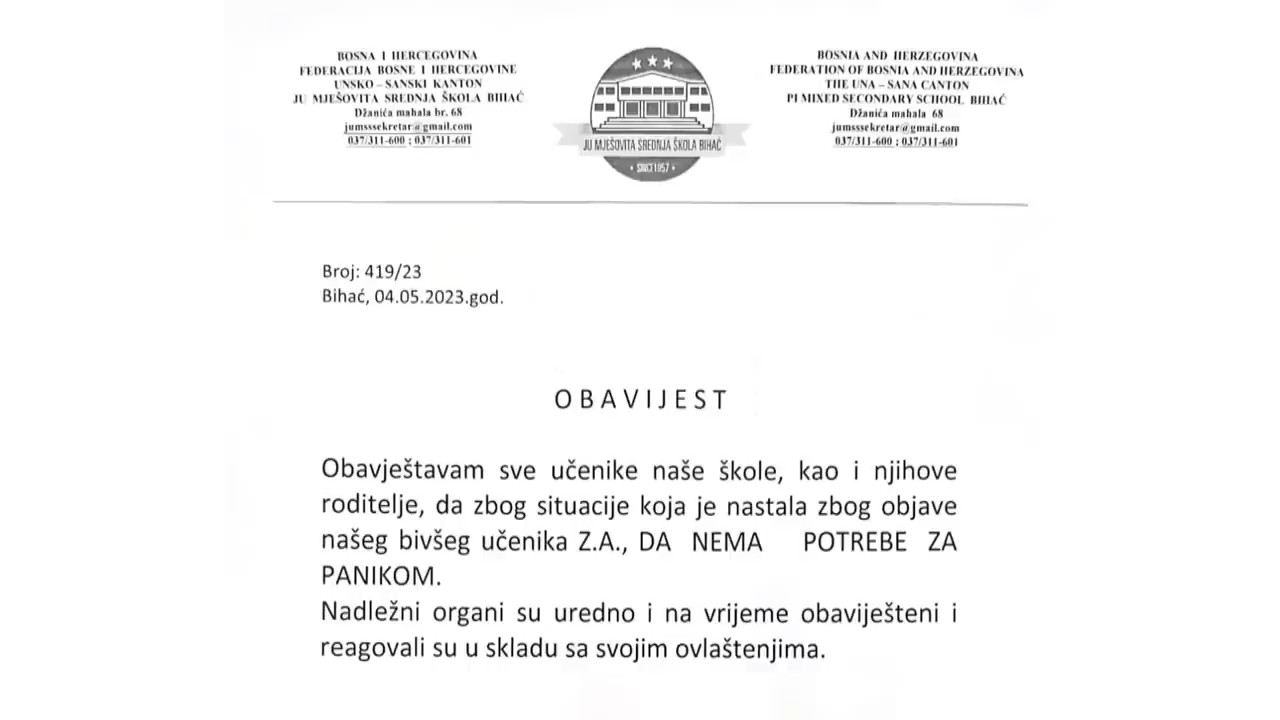 BOSNA I HERCEGOVINA
FEDERACIJA BOSNE I HERCEGOVINE
UNSKO – SANSKI KANTON
JU MJEŠOVITA SREDNJA ŠKOLA BIHAĆ
Džanića mahala br. 68
jumsssekretar@gmail.com
037/311-600 ; 037/311-601
JU MJEŠOVITA SREDNJA ŠKOLA BIHAĆ
• SINCE1957 •
BOSNIA AND HERZEGOVINA
FEDERATION OF BOSNIA AND HERZEGOVINA
THE UNA – SANA CANTON
PI MIXED SECONDARY SCHOOL BIHAĆ
Džanića mahala 68
jumsssekretar@gmail.com
037/311-600 ; 037/311-601
Broj: 419/23
Bihać, 04.05.2023.god.
O B A V I J E S T
Obavještavam sve učenike naše škole, kao i njihove
roditelje, da zbog situacije koja je nastala zbog objave
našeg bivšeg učenika Z.A., DA NEMA POTREBE ZA
PANIKOM.
Nadležni organi su uredno i na vrijeme obaviješteni i
reagovali su u skladu sa svojim ovlaštenjima.